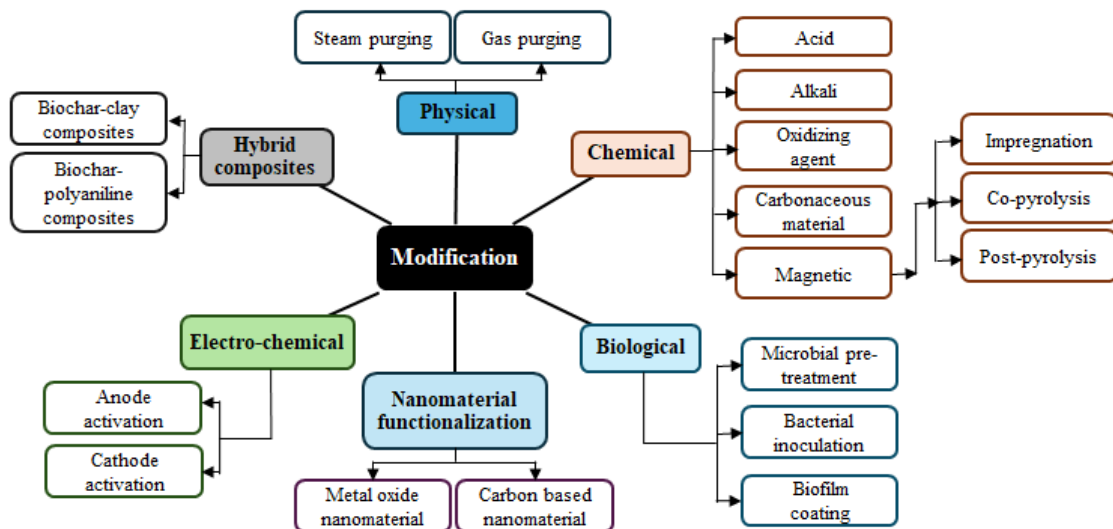 Steam purging
Gas purging
Physical
Biochar-clay
composites
Biochar-
polyaniline
composites
Hybrid
composites
Chemical
Acid
Alkali
Oxidizing
agent
Carbonaceous
material
Magnetic
Impregnation
Co-pyrolysis
Post-pyrolysis
Modification
Electro-chemical
Anode
activation
Cathode
activation
Nanomaterial
functionalization
Metal oxide
nanomaterial
Carbon based
nanomaterial
Biological
Microbial pre-
treatment
Bacterial
inoculation
Biofilm
coating